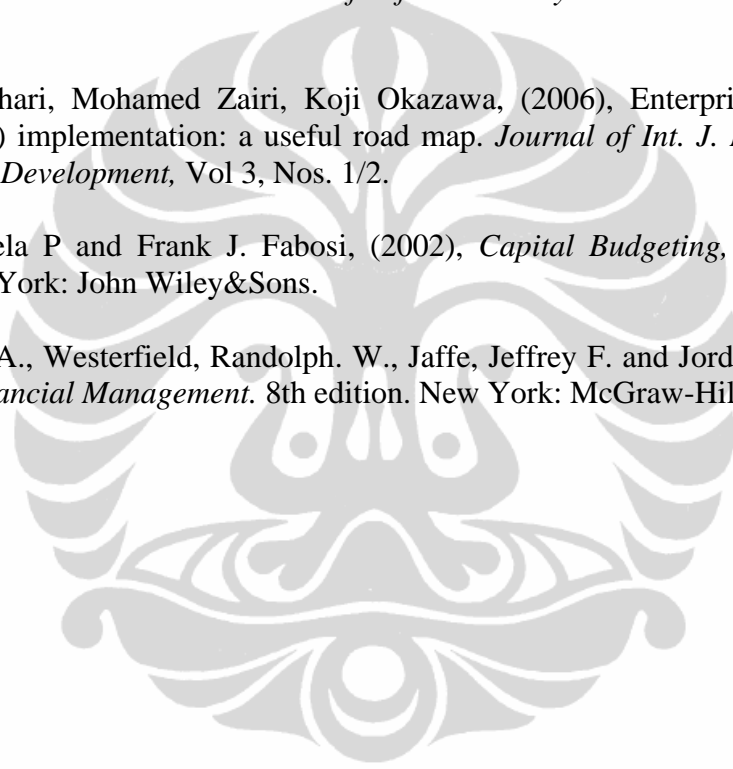 hari, Mohamed Zairi, Koji Okazawa, (2006), Enterpri
) implementation: a useful road map. Journal of Int. J.
Development, Vol 3, Nos. 1/2.
ela P and Frank J. Fabosi, (2002), Capital Budgeting,
York: John Wiley&Sons.
A., Westerfield, Randolph. W., Jaffe, Jeffrey F. and Jord
ancial Management. 8th edition. New York: McGraw-Hil